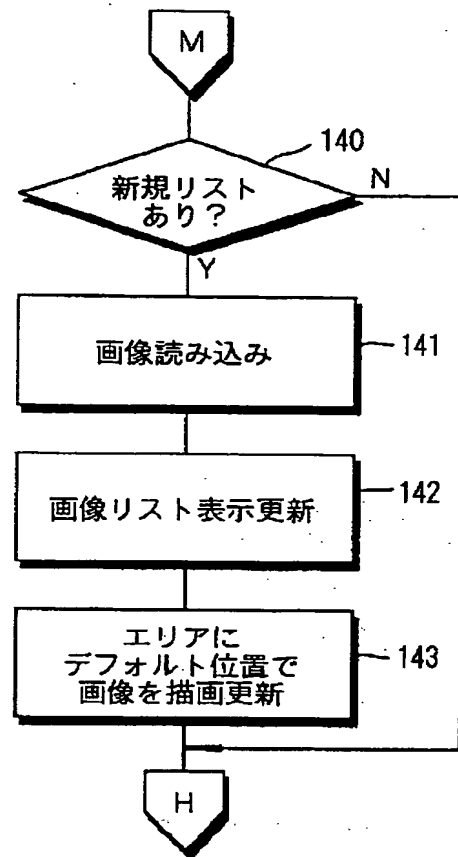 M
140
新規リスト
あり?
N
Y
画像読み込み
141
画像リスト表示更新
142
エリアに
デフォルト位置で
画像を描画更新
143
H